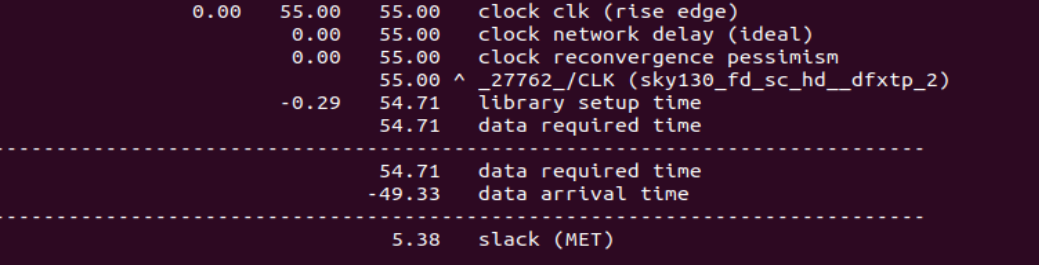 0.00 55.00 55.00 clock clk (rise edge)
0.00 55.00 clock network delay (ideal)
0.00 55.00 clock reconvergence pessimism
55.00 ^ _27762_/CLK (sky130_fd_sc_hd__dfxtp_2)
-0.29 54.71 library setup time
54.71 data required time
-----------------------------------------------------------------------------
54.71 data required time
-49.33 data arrival time
-----------------------------------------------------------------------------
5.38 slack (MET)